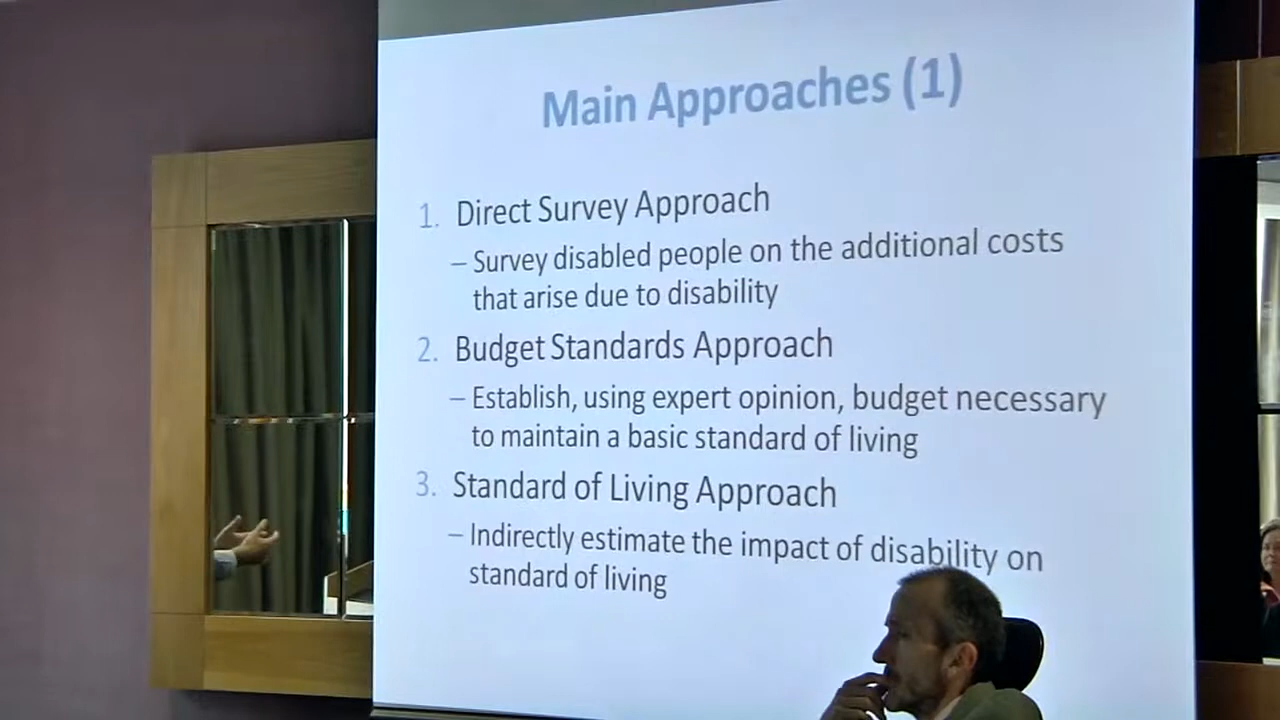 Main Approaches (1)
1. Direct Survey Approach
– Survey disabled people on the additional costs
that arise due to disability
2. Budget Standards Approach
– Establish, using expert opinion, budget necessary
to maintain a basic standard of living
3. Standard of Living Approach
– Indirectly estimate the impact of disability on
standard of living